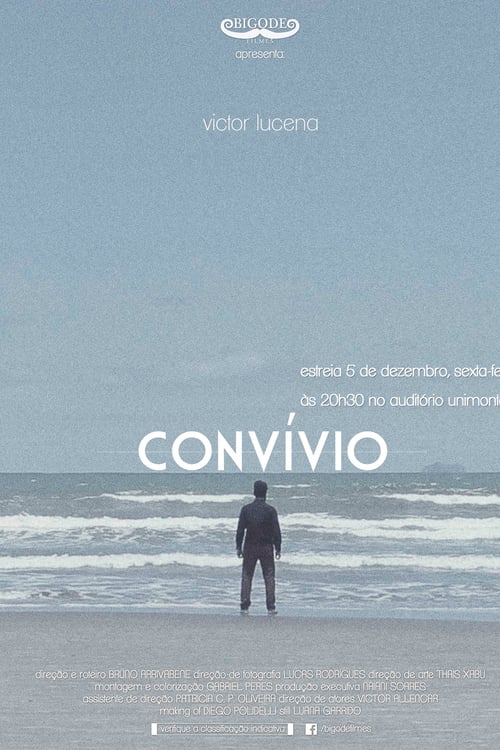 BIGODE
FILMES
apresenta:
victor lucena
estreia 5 de dezembro, sexta-fe
às 20h30 no auditório unimont
CONVÍVIO
direção e roteiro BRUNO ARRIVABENE direção de fotografia LUCAS RODRIGUES direção de arte THAIS XABU
montagem e colorização GABRIEL PERES produção executiva NAIANI SOARES
assistente de direção PATRICIA C. P. OLIVEIRA direção de atores VICTOR ALLENCAR
making of DIEGO POLIDELLI still LUANA GARRIDO
verifique a classificação indicativa f /bigodefilmes